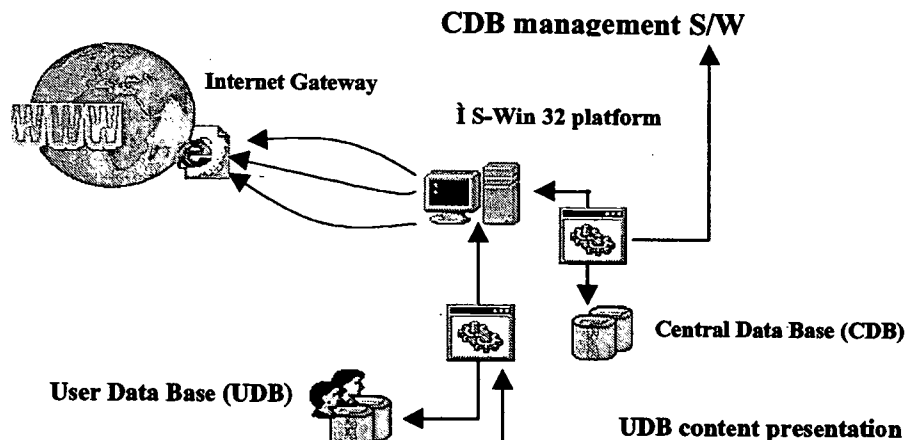 CDB management S/W
Internet Gateway
Ì S-Win 32 platform
WWW
Central Data Base (CDB)
User Data Base (UDB)
UDB content presentation